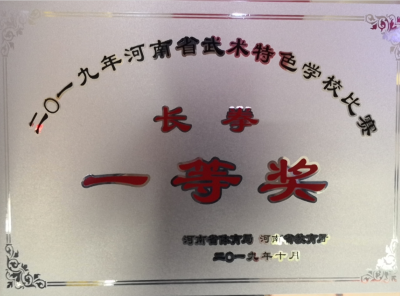 二〇一九年河南省武术特色学校比赛
长拳
一等奖
河南省体育局 河南省教育厅
二〇一九年十月